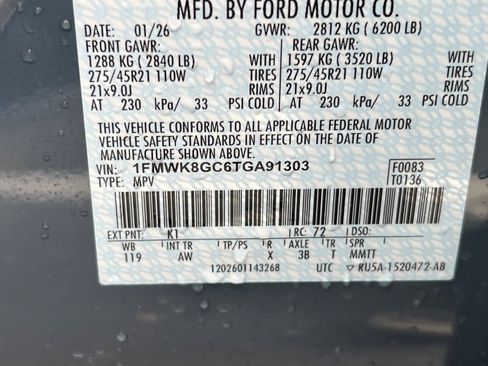 MFD. BY FORD MOTOR CO.
DATE: 01/26 GVWR: 2812 KG ( 6200 LB)
FRONT GAWR: REAR GAWR:
1288 KG ( 2840 LB) WITH 1597 KG ( 3520 LB) WITH
275/45R21 110W TIRES 275/45R21 110W TIRES
21x9.0J RIMS 21x9.0J RIMS
AT 230 kPa/ 33 PSI COLD AT 230 kPa/ 33 PSI COLD
THIS VEHICLE CONFORMS TO ALL APPLICABLE FEDERAL MOTOR
VEHICLE SAFETY STANDARDS AND BUMPER STANDARDS IN
EFFECT ON THE DATE OF MANUFACTURE SHOWN ABOVE.
VIN: 1FMWK8GC6TGA91303 F0083
TYPE: MPV T0136
EXT PNT: K1 RC: 72 DSO:
WB INT TR TP/PS R AXLE TR SPR
119 AW X 3B T MMTT
1202601143268 UTC RU5A-1520472-AB